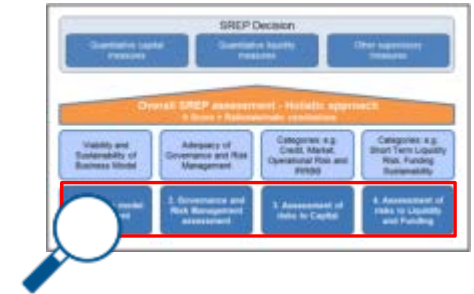 SREP Decision
Quantitative capital
measures
Quantitative liquidity
measures
Other supervisory
measures
Overall SREP assessment - Holistic approach
Viability and
Sustainability of
Business Model
Adequacy of
Governance and Risk
Management
Categories: e.g.
Credit, Market,
Operational Risk and
IRRBB
Categories: e.g.
Short Term Liquidity
Risk, Funding
Sustainability
model
2. Governance and
Risk Management
assessment
3. Assessment of
risks to Capital
4. Assessment of
risks to Liquidity
and Funding